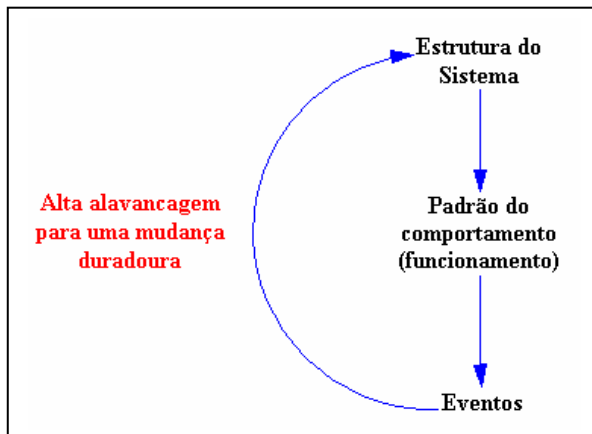 Estrutura do
Sistema
Alta alavancagem
para uma mudança
duradoura
Padrão do
comportamento
(funcionamento)
Eventos